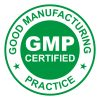 GOOD MANUFACTURING
GMP
CERTIFIED
PRACTICE